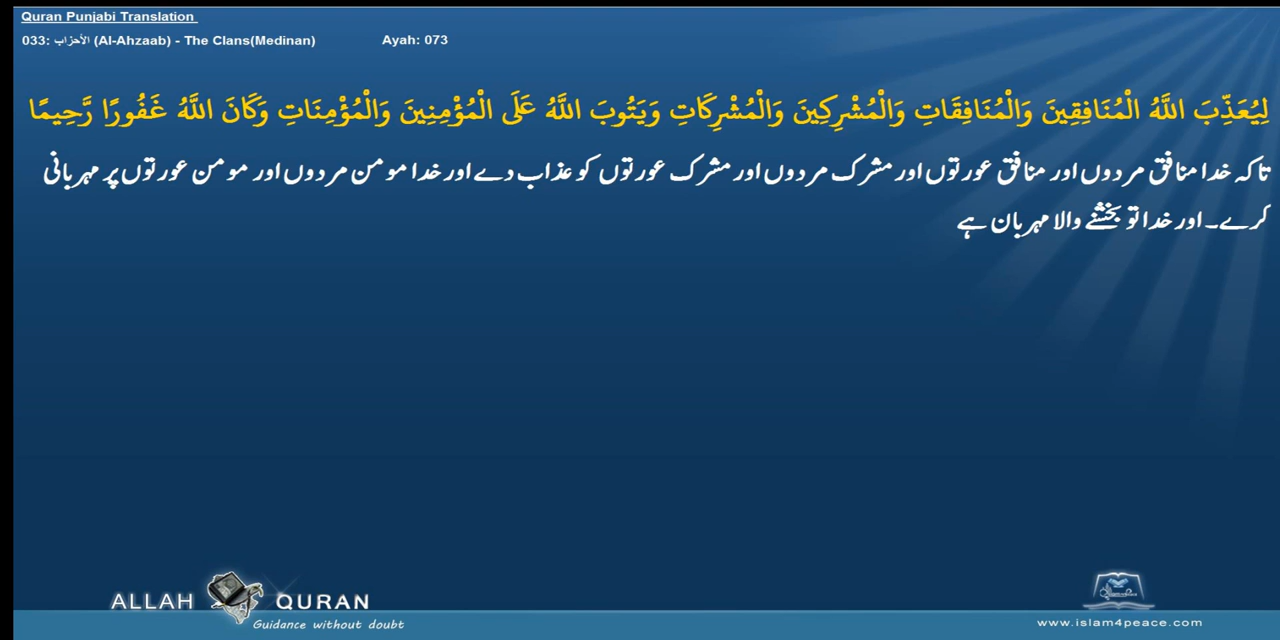 Quran Punjabi Translation
033: الأحزاب (Al-Ahzaab) - The Clans(Medinan) Ayah: 073
لِيُعَذِّبَ اللَّهُ الْمُنَافِقِينَ وَالْمُنَافِقَاتِ وَالْمُشْرِكِينَ وَالْمُشْرِكَاتِ وَيَتُوبَ اللَّهُ عَلَى الْمُؤْمِنِينَ وَالْمُؤْمِنَاتِ وَكَانَ اللَّهُ غَفُورًا رَّحِيمًا
تاکہ خدا منافق مردوں اور منافق عورتوں اور مشرک مردوں اور مشرک عورتوں کو عذاب دے اور خدا مومن مردوں اور مومن عورتوں پر مہربانی
کرے۔ اور خدا تو بخشنے والا مہربان ہے
ALLAH QURAN
Guidance without doubt
www.islam4peace.com